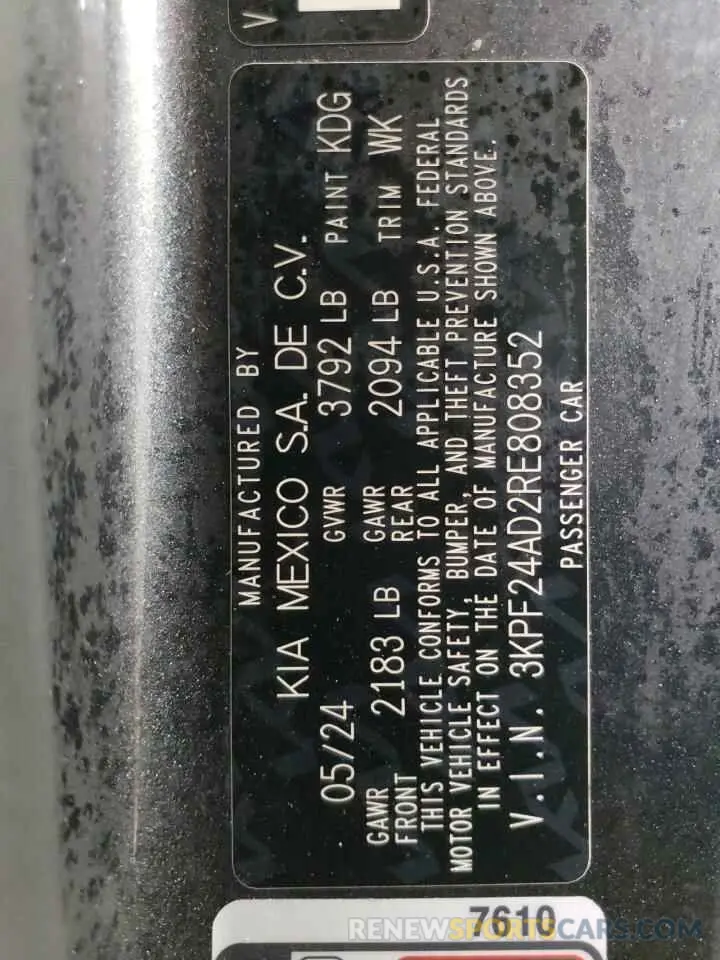 V
MANUFACTURED BY
KIA MEXICO S.A. DE C.V.
05/24 GVWR 3792 LB PAINT KDG
GAWR FRONT 2183 LB GAWR REAR 2094 LB TRIM WK
THIS VEHICLE CONFORMS TO ALL APPLICABLE U.S.A. FEDERAL
MOTOR VEHICLE SAFETY, BUMPER, AND THEFT PREVENTION STANDARDS
IN EFFECT ON THE DATE OF MANUFACTURE SHOWN ABOVE.
V.I.N. 3KPF24AD2RE808352
PASSENGER CAR
7610
RENEWSPORTSCARS.COM